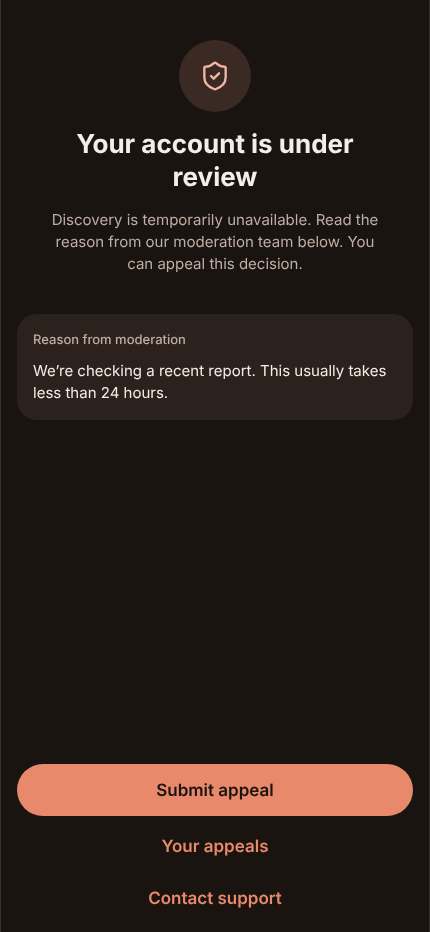 Your account is under
review
Discovery is temporarily unavailable. Read the
reason from our moderation team below. You
can appeal this decision.
Reason from moderation
We’re checking a recent report. This usually takes
less than 24 hours.
Submit appeal
Your appeals
Contact support